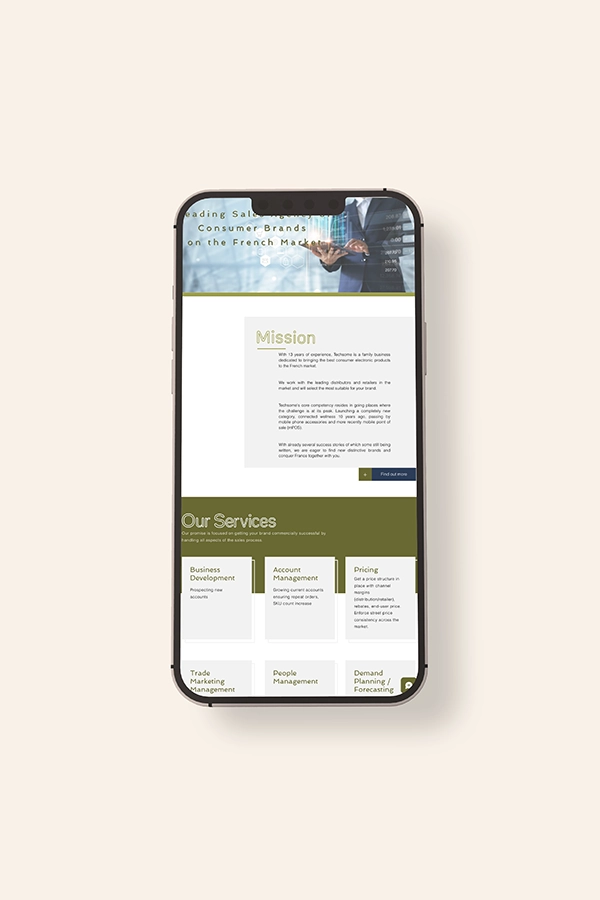 eading Sales Agency
Consumer Brands
on the French Market
Mission
With 13 years of experience, Techsoms is a family business
dedicated to bringing the best consumer electronic products
to the French market.
We work with the leading distributors and retailers in the
market and will select the most suitable for your brand
Techsoms's core competency resides in going places where
the challenge is at its peak. Launching a completely new
category, connected wellness 10 years ago, passing by
mobile phone accessories and more recently mobile point of
sale (mPOS).
With already several success stories of which some still being
written, we are eager to find new distinctive brands and
conquer France together with you.
Find out more
Our Services
Our promise is focused on getting your brand commercially successful by
handling all aspects of the sales process.
Business
Development
Prospecting new
accounts
Account
Management
Growing current accounts
ensuring repeat orders,
SKU count increase
Pricing
Get a price structure in
place with channel
margins
(distribution/retailer),
rebates, end user price.
Enforce street price
consistency across the
market.
Trade
Marketing
Management
People
Management
Demand
Planning /
Forecasting